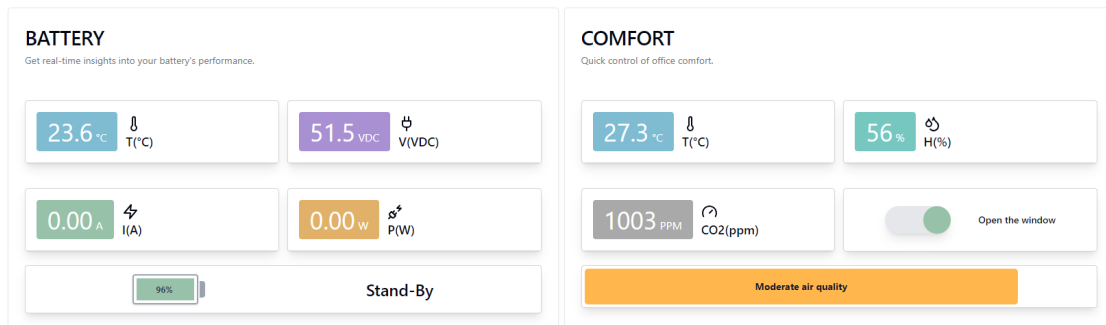 BATTERY
Get real-time insights into your battery's performance.
23.6 °C
T(°C)
51.5 VDC
V(VDC)
0.00 A
I(A)
0.00 W
P(W)
96%
Stand-By
COMFORT
Quick control of office comfort.
27.3 °C
T(°C)
56 %
H(%)
1003 PPM
CO2(ppm)
Open the window
Moderate air quality